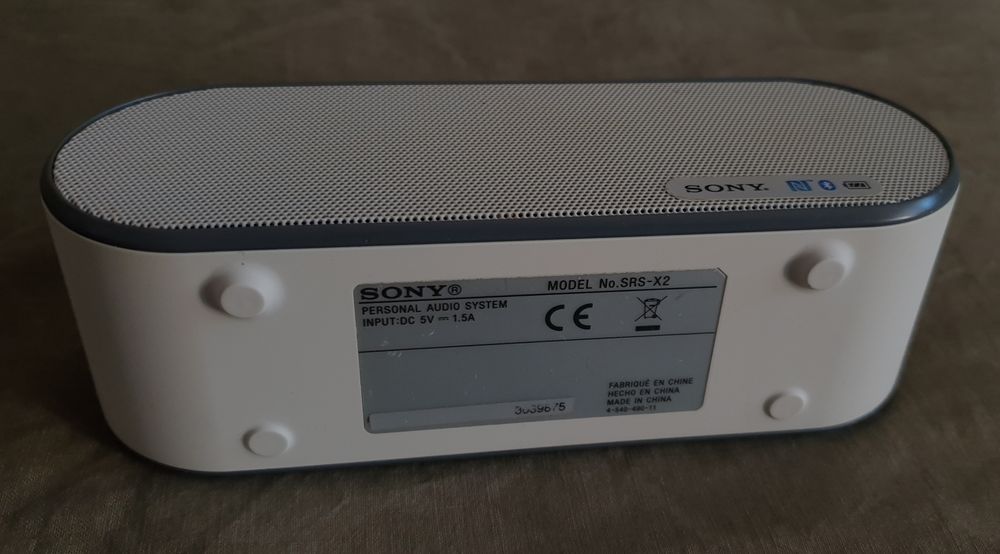 SONY
SONY®
MODEL No.SRS-X2
PERSONAL AUDIO SYSTEM
INPUT:DC 5V ⎓ 1.5A
CE
FABRIQUÉ EN CHINE
HECHO EN CHINA
MADE IN CHINA
3039675